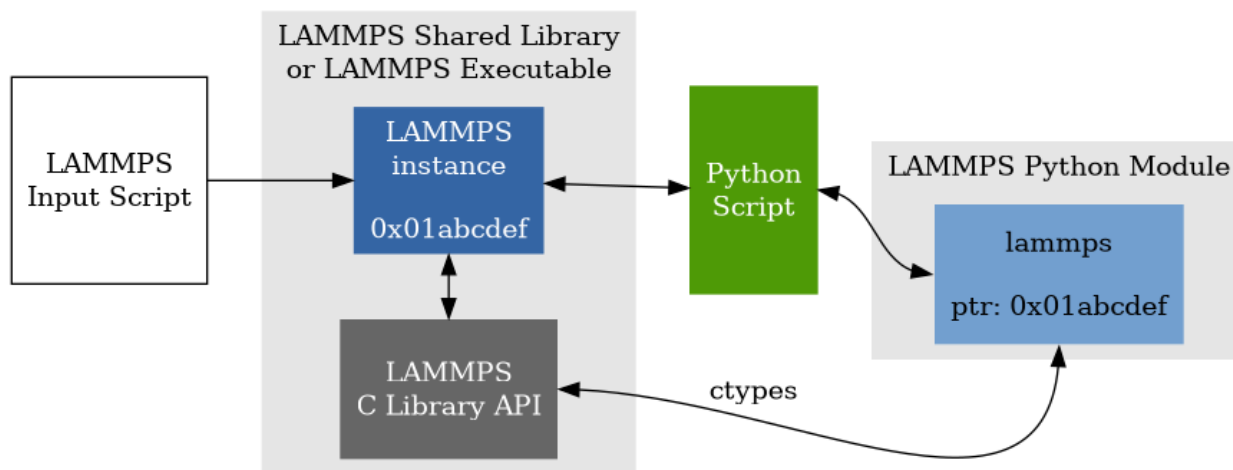 LAMMPS
Input Script
LAMMPS Shared Library
or LAMMPS Executable
LAMMPS
instance
0x01abcdef
LAMMPS
C Library API
Python
Script
ctypes
LAMMPS Python Module
lammps
ptr: 0x01abcdef